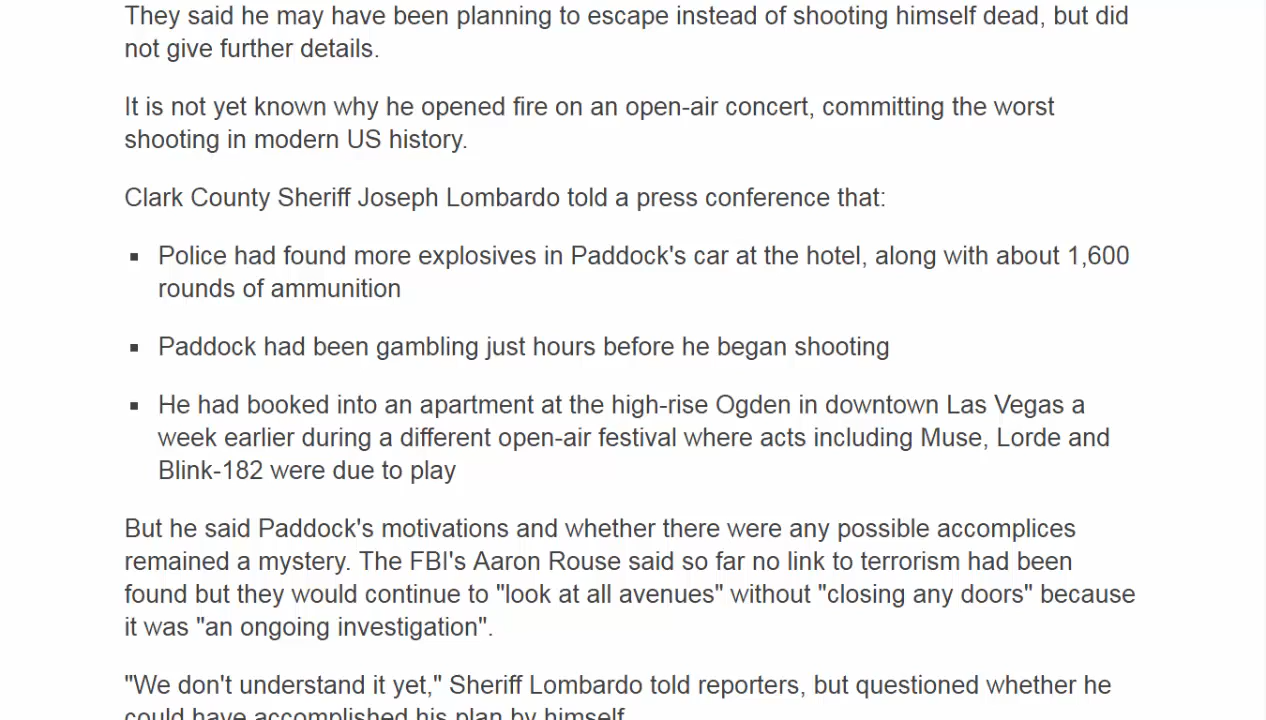 They said he may have been planning to escape instead of shooting himself dead, but did
not give further details.
It is not yet known why he opened fire on an open-air concert, committing the worst
shooting in modern US history.
Clark County Sheriff Joseph Lombardo told a press conference that:
▪ Police had found more explosives in Paddock's car at the hotel, along with about 1,600
rounds of ammunition
▪ Paddock had been gambling just hours before he began shooting
▪ He had booked into an apartment at the high-rise Ogden in downtown Las Vegas a
week earlier during a different open-air festival where acts including Muse, Lorde and
Blink-182 were due to play
But he said Paddock's motivations and whether there were any possible accomplices
remained a mystery. The FBI's Aaron Rouse said so far no link to terrorism had been
found but they would continue to "look at all avenues" without "closing any doors" because
it was "an ongoing investigation".
"We don't understand it yet," Sheriff Lombardo told reporters, but questioned whether he
could have accomplished his plan by himself